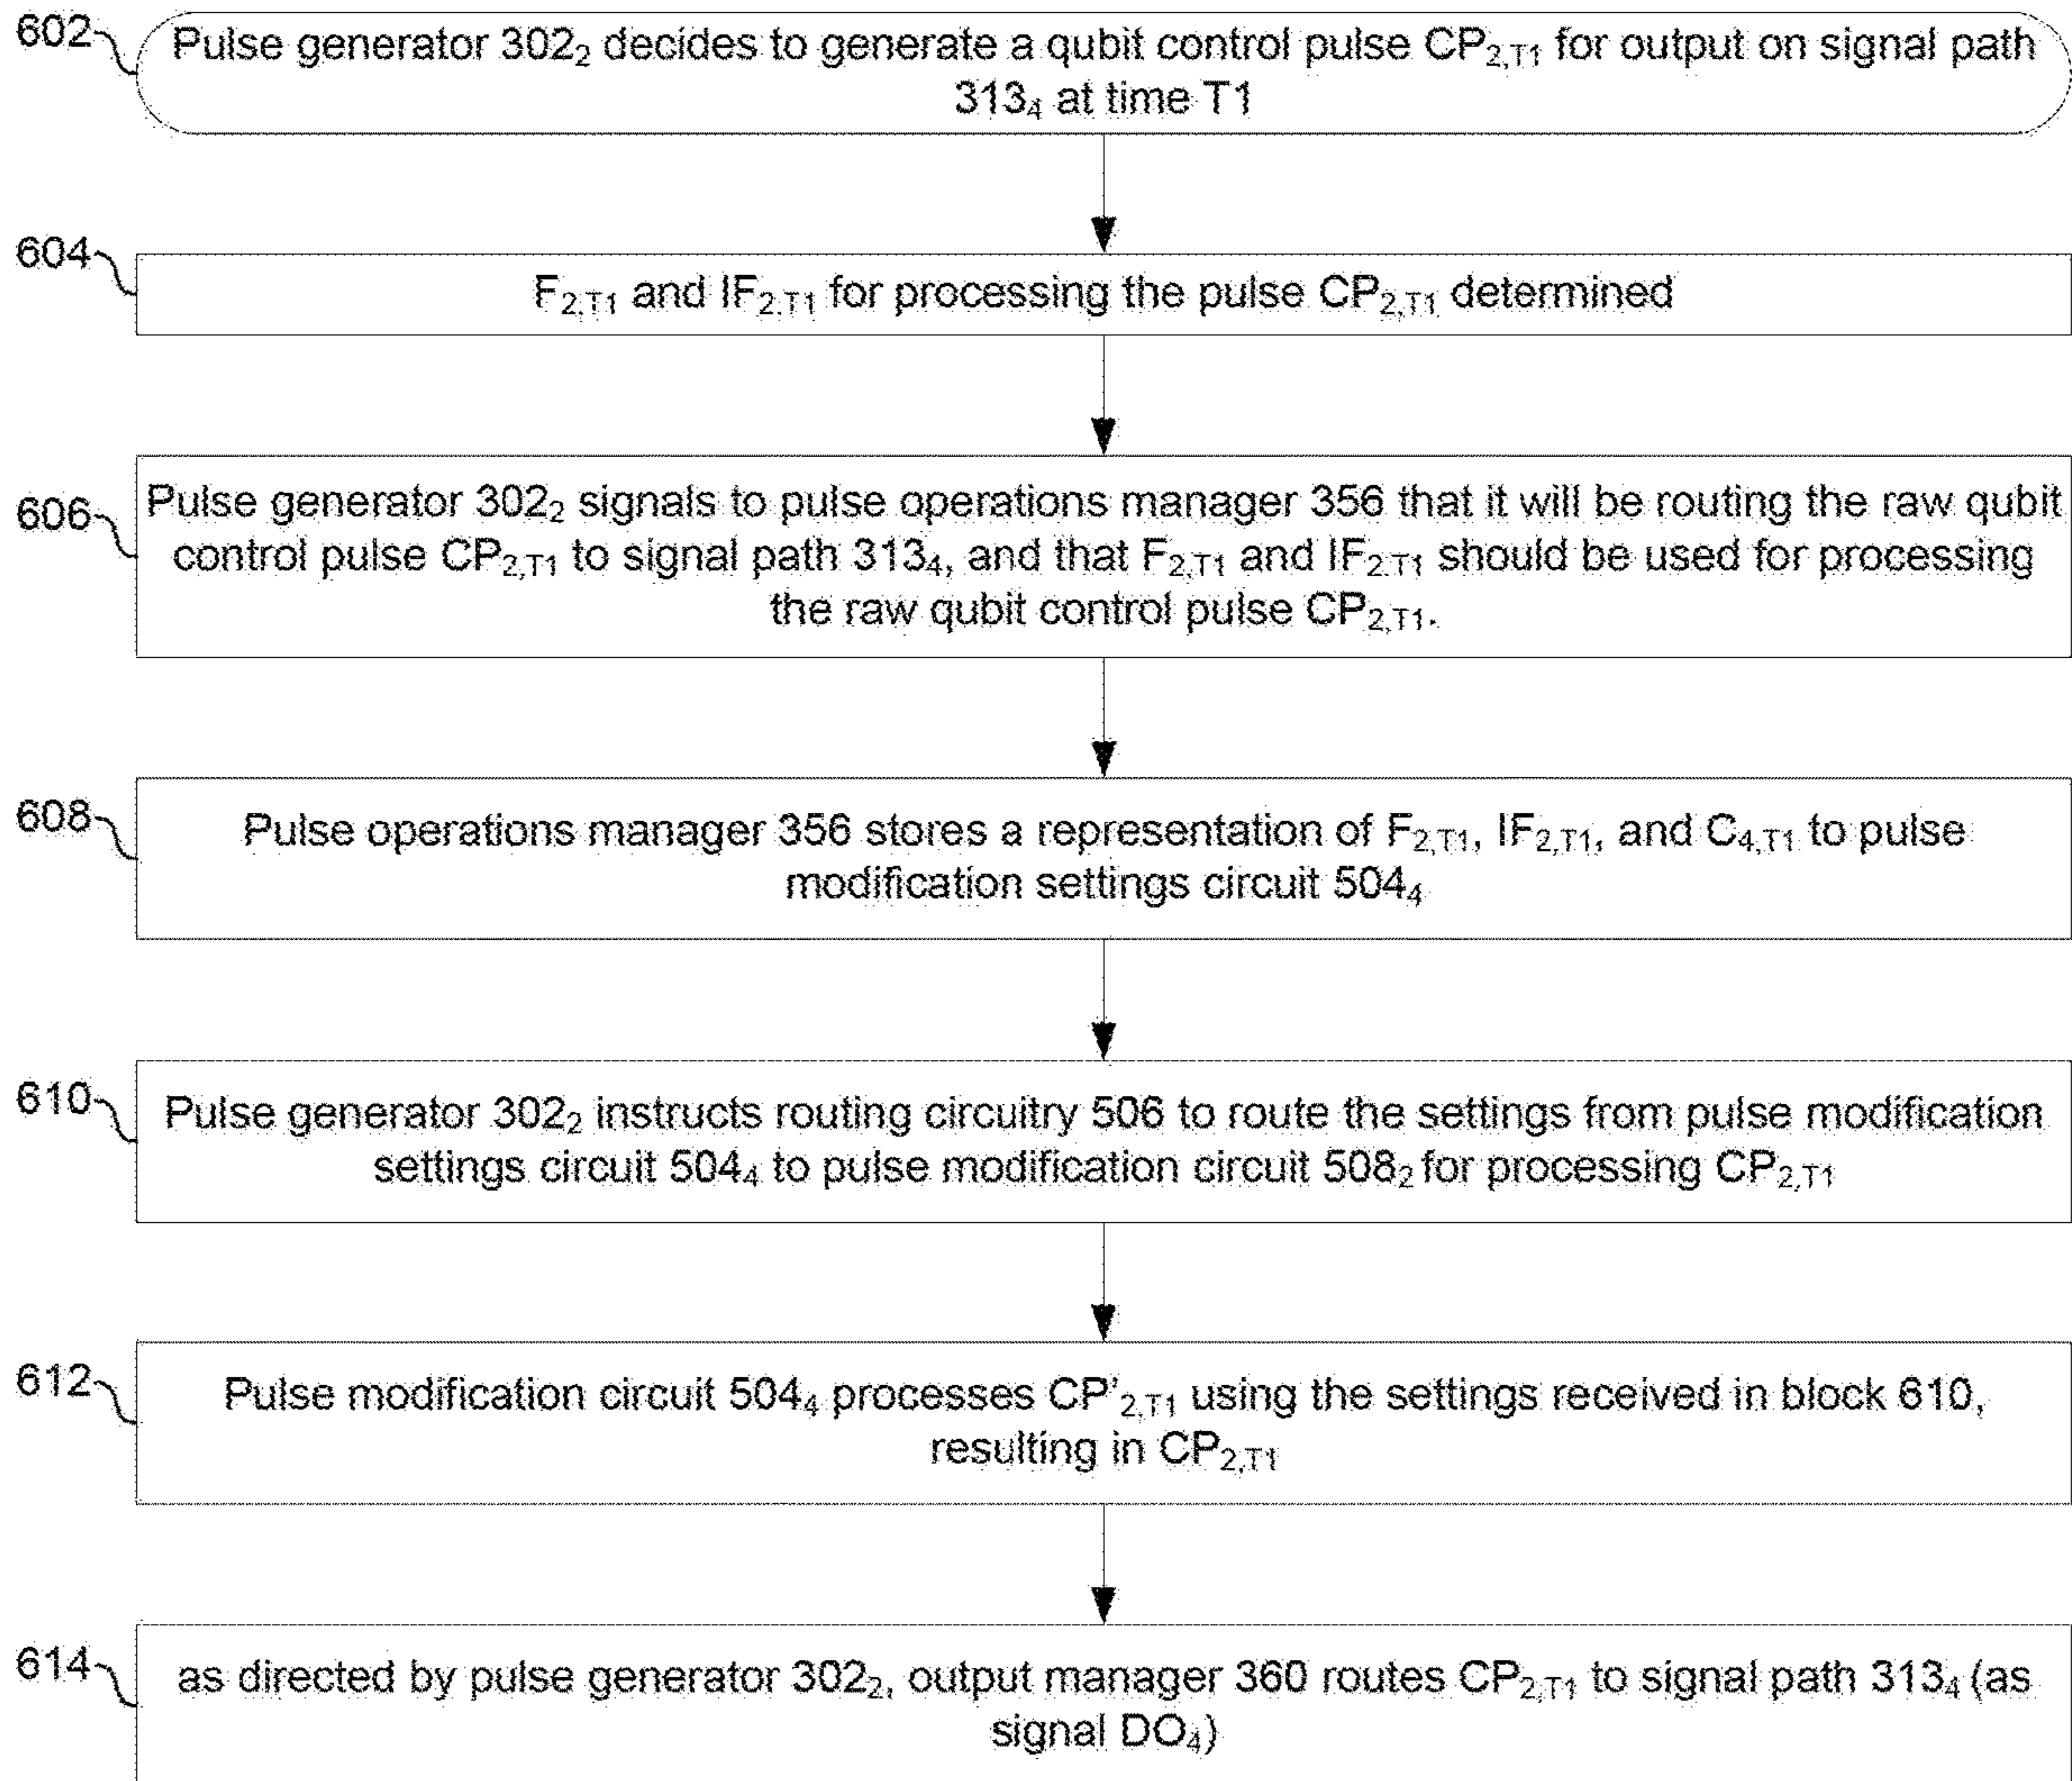 602
Pulse generator 302₂ decides to generate a qubit control pulse CP₂,T1 for output on signal path
313₄ at time T1
604
F₂,T1 and IF₂,T1 for processing the pulse CP₂,T1 determined
606
Pulse generator 302₂ signals to pulse operations manager 356 that it will be routing the raw qubit
control pulse CP₂,T1 to signal path 313₄, and that F₂,T1 and IF₂,T1 should be used for processing
the raw qubit control pulse CP₂,T1.
608
Pulse operations manager 356 stores a representation of F₂,T1, IF₂,T1, and C₄,T1 to pulse
modification settings circuit 504₄
610
Pulse generator 302₂ instructs routing circuitry 506 to route the settings from pulse modification
settings circuit 504₄ to pulse modification circuit 508₂ for processing CP₂,T1
612
Pulse modification circuit 504₄ processes CP'₂,T1 using the settings received in block 610,
resulting in CP₂,T1
614
as directed by pulse generator 302₂, output manager 360 routes CP₂,T1 to signal path 313₄ (as
signal DO₄)